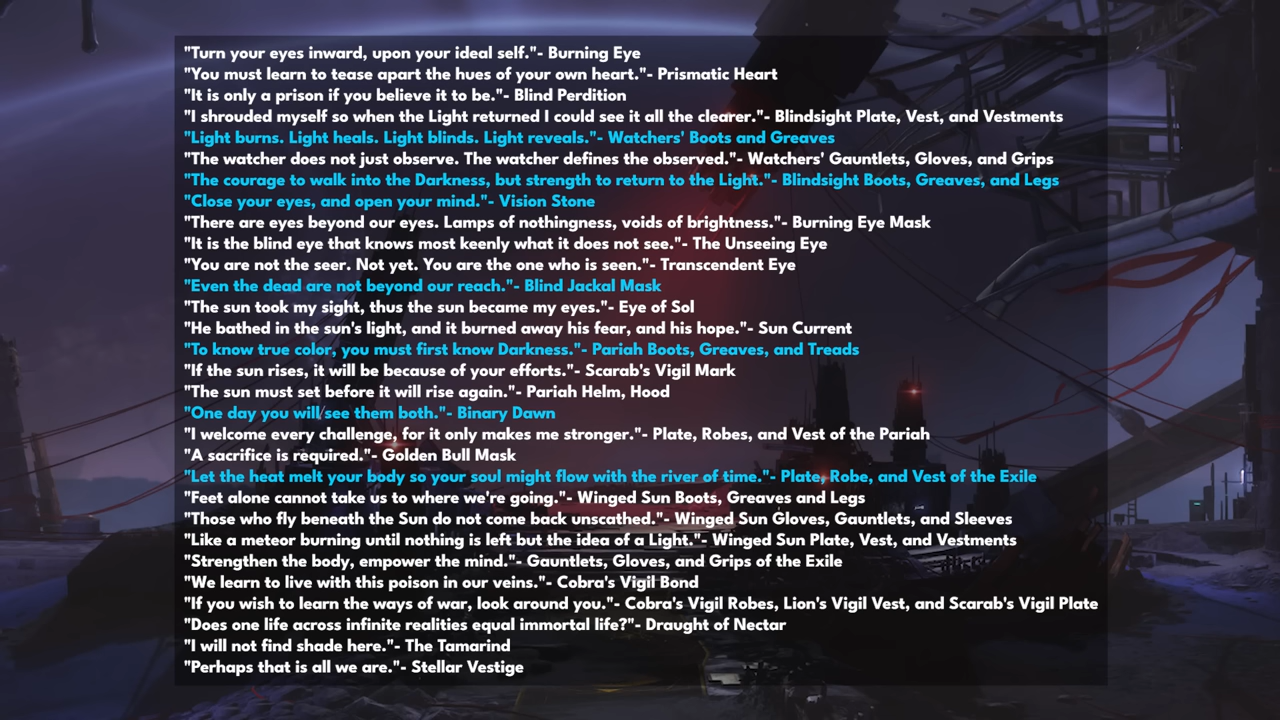 "Turn your eyes inward, upon your ideal self."- Burning Eye
"You must learn to tease apart the hues of your own heart."- Prismatic Heart
"It is only a prison if you believe it to be."- Blind Perdition
"I shrouded myself so when the Light returned I could see it all the clearer."- Blindsight Plate, Vest, and Vestments
"Light burns. Light heals. Light blinds. Light reveals."- Watchers' Boots and Greaves
"The watcher does not just observe. The watcher defines the observed."- Watchers' Gauntlets, Gloves, and Grips
"The courage to walk into the Darkness, but strength to return to the Light."- Blindsight Boots, Greaves, and Legs
"Close your eyes, and open your mind."- Vision Stone
"There are eyes beyond our eyes. Lamps of nothingness, voids of brightness."- Burning Eye Mask
"It is the blind eye that knows most keenly what it does not see."- The Unseeing Eye
"You are not the seer. Not yet. You are the one who is seen."- Transcendent Eye
"Even the dead are not beyond our reach."- Blind Jackal Mask
"The sun took my sight, thus the sun became my eyes."- Eye of Sol
"He bathed in the sun's light, and it burned away his fear, and his hope."- Sun Current
"To know true color, you must first know Darkness."- Pariah Boots, Greaves, and Treads
"If the sun rises, it will be because of your efforts."- Scarab's Vigil Mark
"The sun must set before it will rise again."- Pariah Helm, Hood
"One day you will see them both."- Binary Dawn
"I welcome every challenge, for it only makes me stronger."- Plate, Robes, and Vest of the Pariah
"A sacrifice is required."- Golden Bull Mask
"Let the heat melt your body so your soul might flow with the river of time."- Plate, Robe, and Vest of the Exile
"Feet alone cannot take us to where we're going."- Winged Sun Boots, Greaves and Legs
"Those who fly beneath the Sun do not come back unscathed."- Winged Sun Gloves, Gauntlets, and Sleeves
"Like a meteor burning until nothing is left but the idea of a Light."- Winged Sun Plate, Vest, and Vestments
"Strengthen the body, empower the mind."- Gauntlets, Gloves, and Grips of the Exile
"We learn to live with this poison in our veins."- Cobra's Vigil Bond
"If you wish to learn the ways of war, look around you."- Cobra's Vigil Robes, Lion's Vigil Vest, and Scarab's Vigil Plate
"Does one life across infinite realities equal immortal life?"- Draught of Nectar
"I will not find shade here."- The Tamarind
"Perhaps that is all we are."- Stellar Vestige